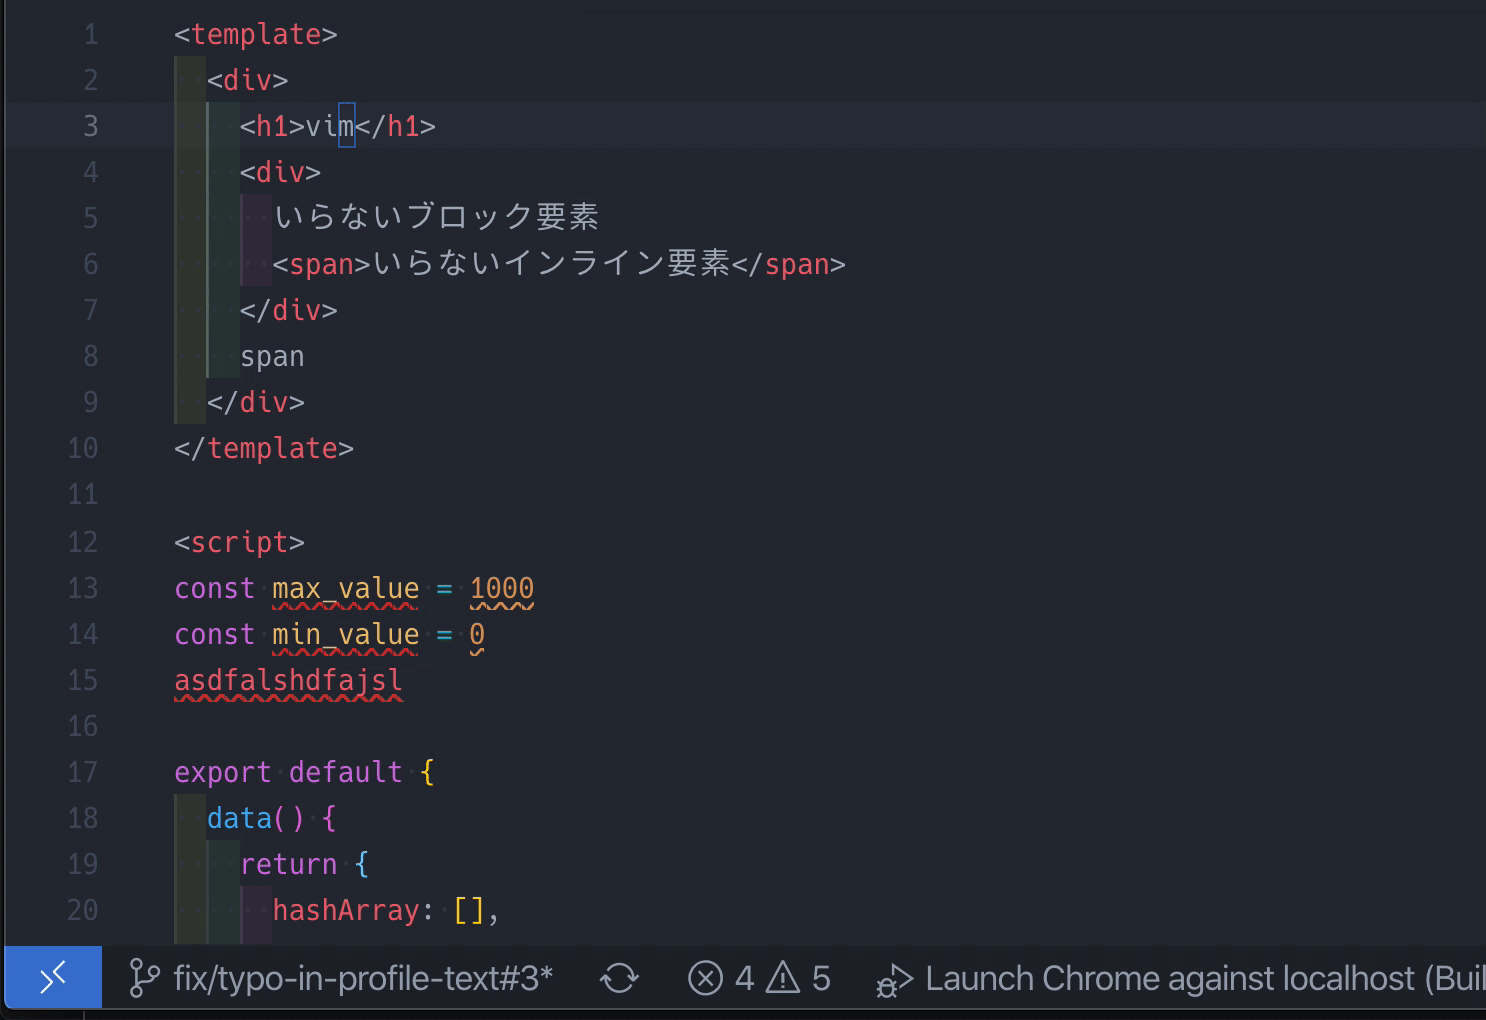 1 <template>
2 <div>
3 <h1>vim</h1>
4 <div>
5 いらないブロック要素
6 <span>いらないインライン要素</span>
7 </div>
8 span
9 </div>
10 </template>
11
12 <script>
13 const max_value = 1000
14 const min_value = 0
15 asdfalshdfajsl
16
17 export default {
18 data() {
19 return {
20 hashArray: [],
fix/typo-in-profile-text#3* 4 5 Launch Chrome against localhost (Buil